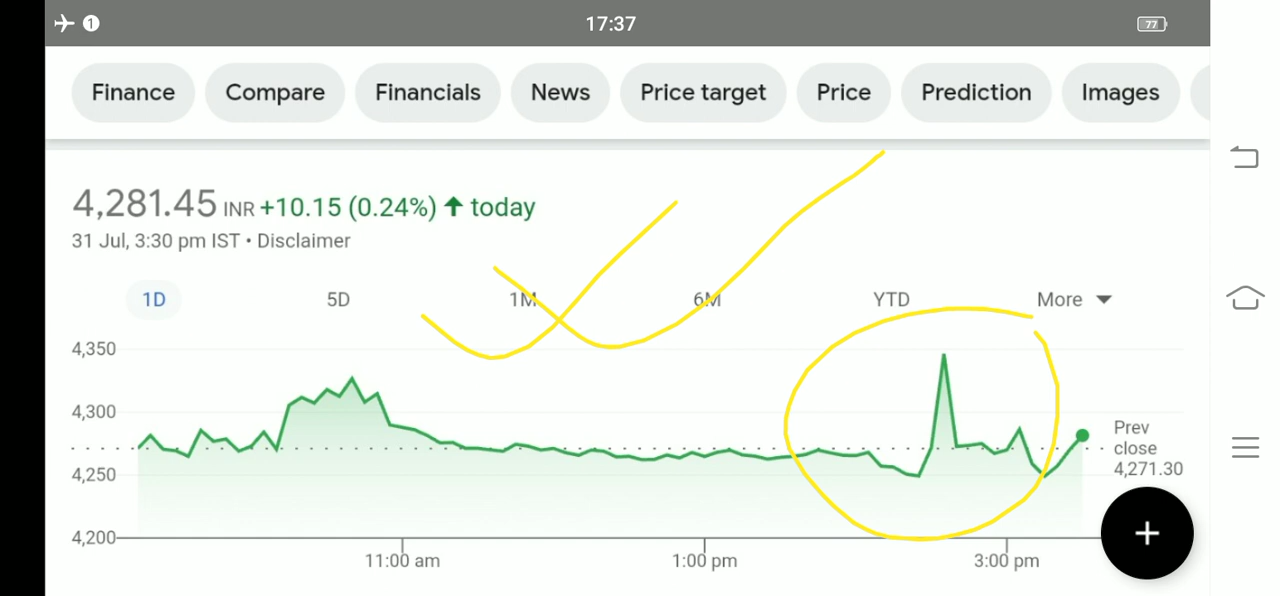 1 17:37 77
Finance Compare Financials News Price target Price Prediction Images
4,281.45 INR +10.15 (0.24%) ↑ today
31 Jul, 3:30 pm IST • Disclaimer
1D 5D 1M 6M YTD More
4,350
4,300
4,250
4,200
Prev
close
4,271.30
11:00 am 1:00 pm 3:00 pm